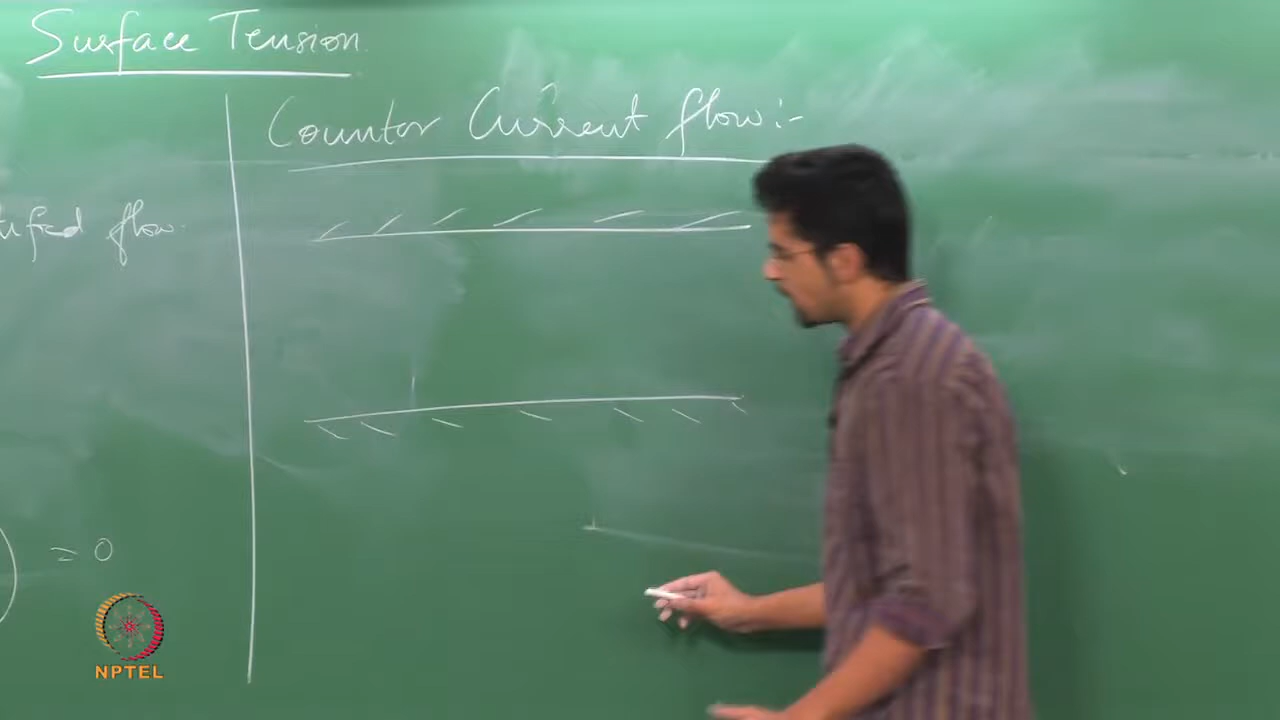 Surface Tension
Counter Current flow:-
flow.
= 0
NPTEL